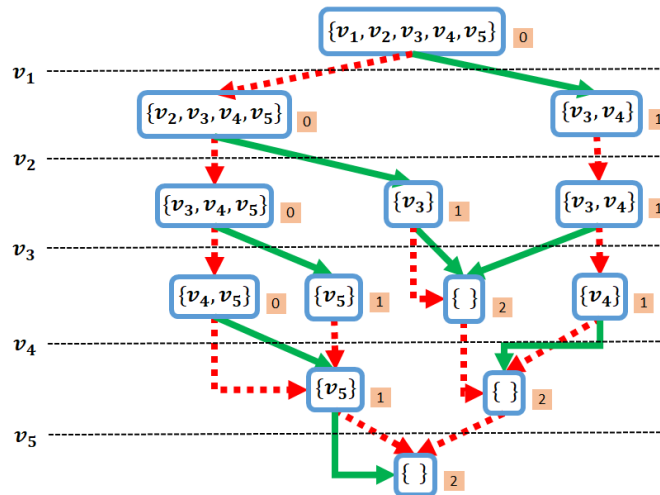 {v₁, v₂, v₃, v₄, v₅} 0
v₁
{v₂, v₃, v₄, v₅} 0 {v₃, v₄} 1
v₂
{v₃, v₄, v₅} 0 {v₃} 1 {v₃, v₄} 1
v₃
{v₄, v₅} 0 {v₅} 1 { } 2 {v₄} 1
v₄
{v₅} 1 { } 2
v₅
{ } 2